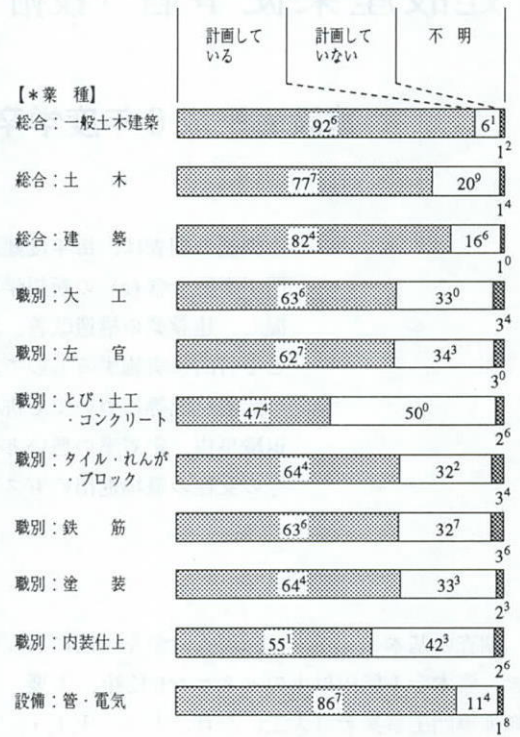 計画して
いる
計画して
いない
不 明
【*業 種】
総合：一般土木建築
92⁶
6¹
1²
総合：土 木
77⁷
20⁹
1⁴
総合：建 築
82⁴
16⁶
1⁰
職別：大 工
63⁶
33⁰
3⁴
職別：左 官
62⁷
34³
3⁰
職別：とび・土工
・コンクリート
47⁴
50⁰
2⁶
職別：タイル・れんが
ブロック
64⁴
32²
3⁴
職別：鉄 筋
63⁶
32⁷
3⁶
職別：塗 装
64⁴
33³
2³
職別：内装仕上
55¹
42³
2⁶
設備：管・電気
86⁷
11⁴
1⁸